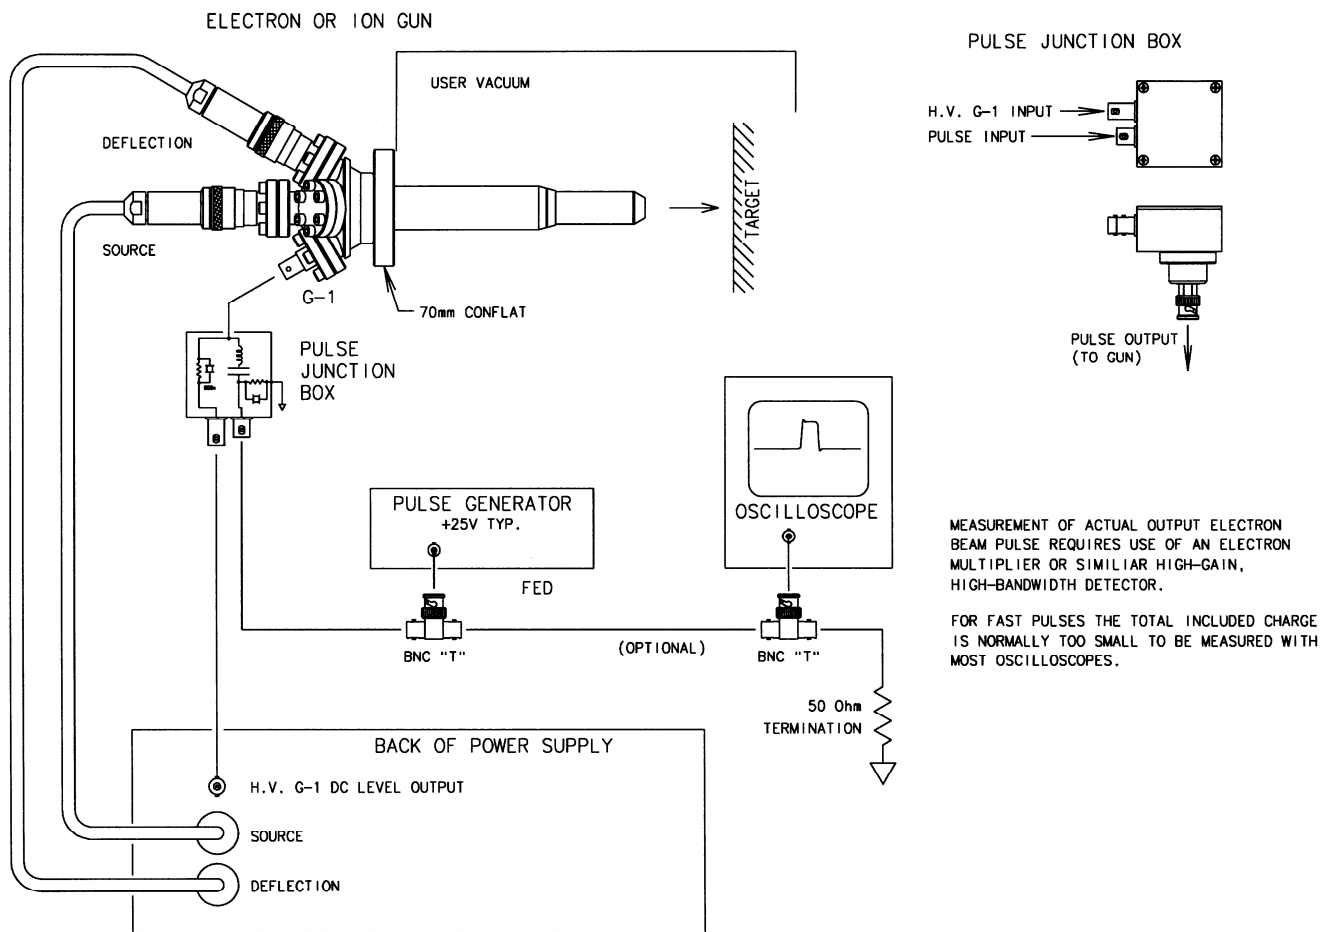 ELECTRON OR ION GUN
PULSE JUNCTION BOX
USER VACUUM
H.V. G-1 INPUT
PULSE INPUT
DEFLECTION
TARGET
SOURCE
G-1
70mm CONFLAT
PULSE OUTPUT
(TO GUN)
PULSE
JUNCTION
BOX
PULSE GENERATOR
+25V TYP.
OSCILLOSCOPE
FED
MEASUREMENT OF ACTUAL OUTPUT ELECTRON
BEAM PULSE REQUIRES USE OF AN ELECTRON
MULTIPLIER OR SIMILIAR HIGH-GAIN,
HIGH-BANDWIDTH DETECTOR.
FOR FAST PULSES THE TOTAL INCLUDED CHARGE
IS NORMALLY TOO SMALL TO BE MEASURED WITH
MOST OSCILLOSCOPES.
(OPTIONAL)
BNC "T"
BNC "T"
50 Ohm
TERMINATION
BACK OF POWER SUPPLY
H.V. G-1 DC LEVEL OUTPUT
SOURCE
DEFLECTION